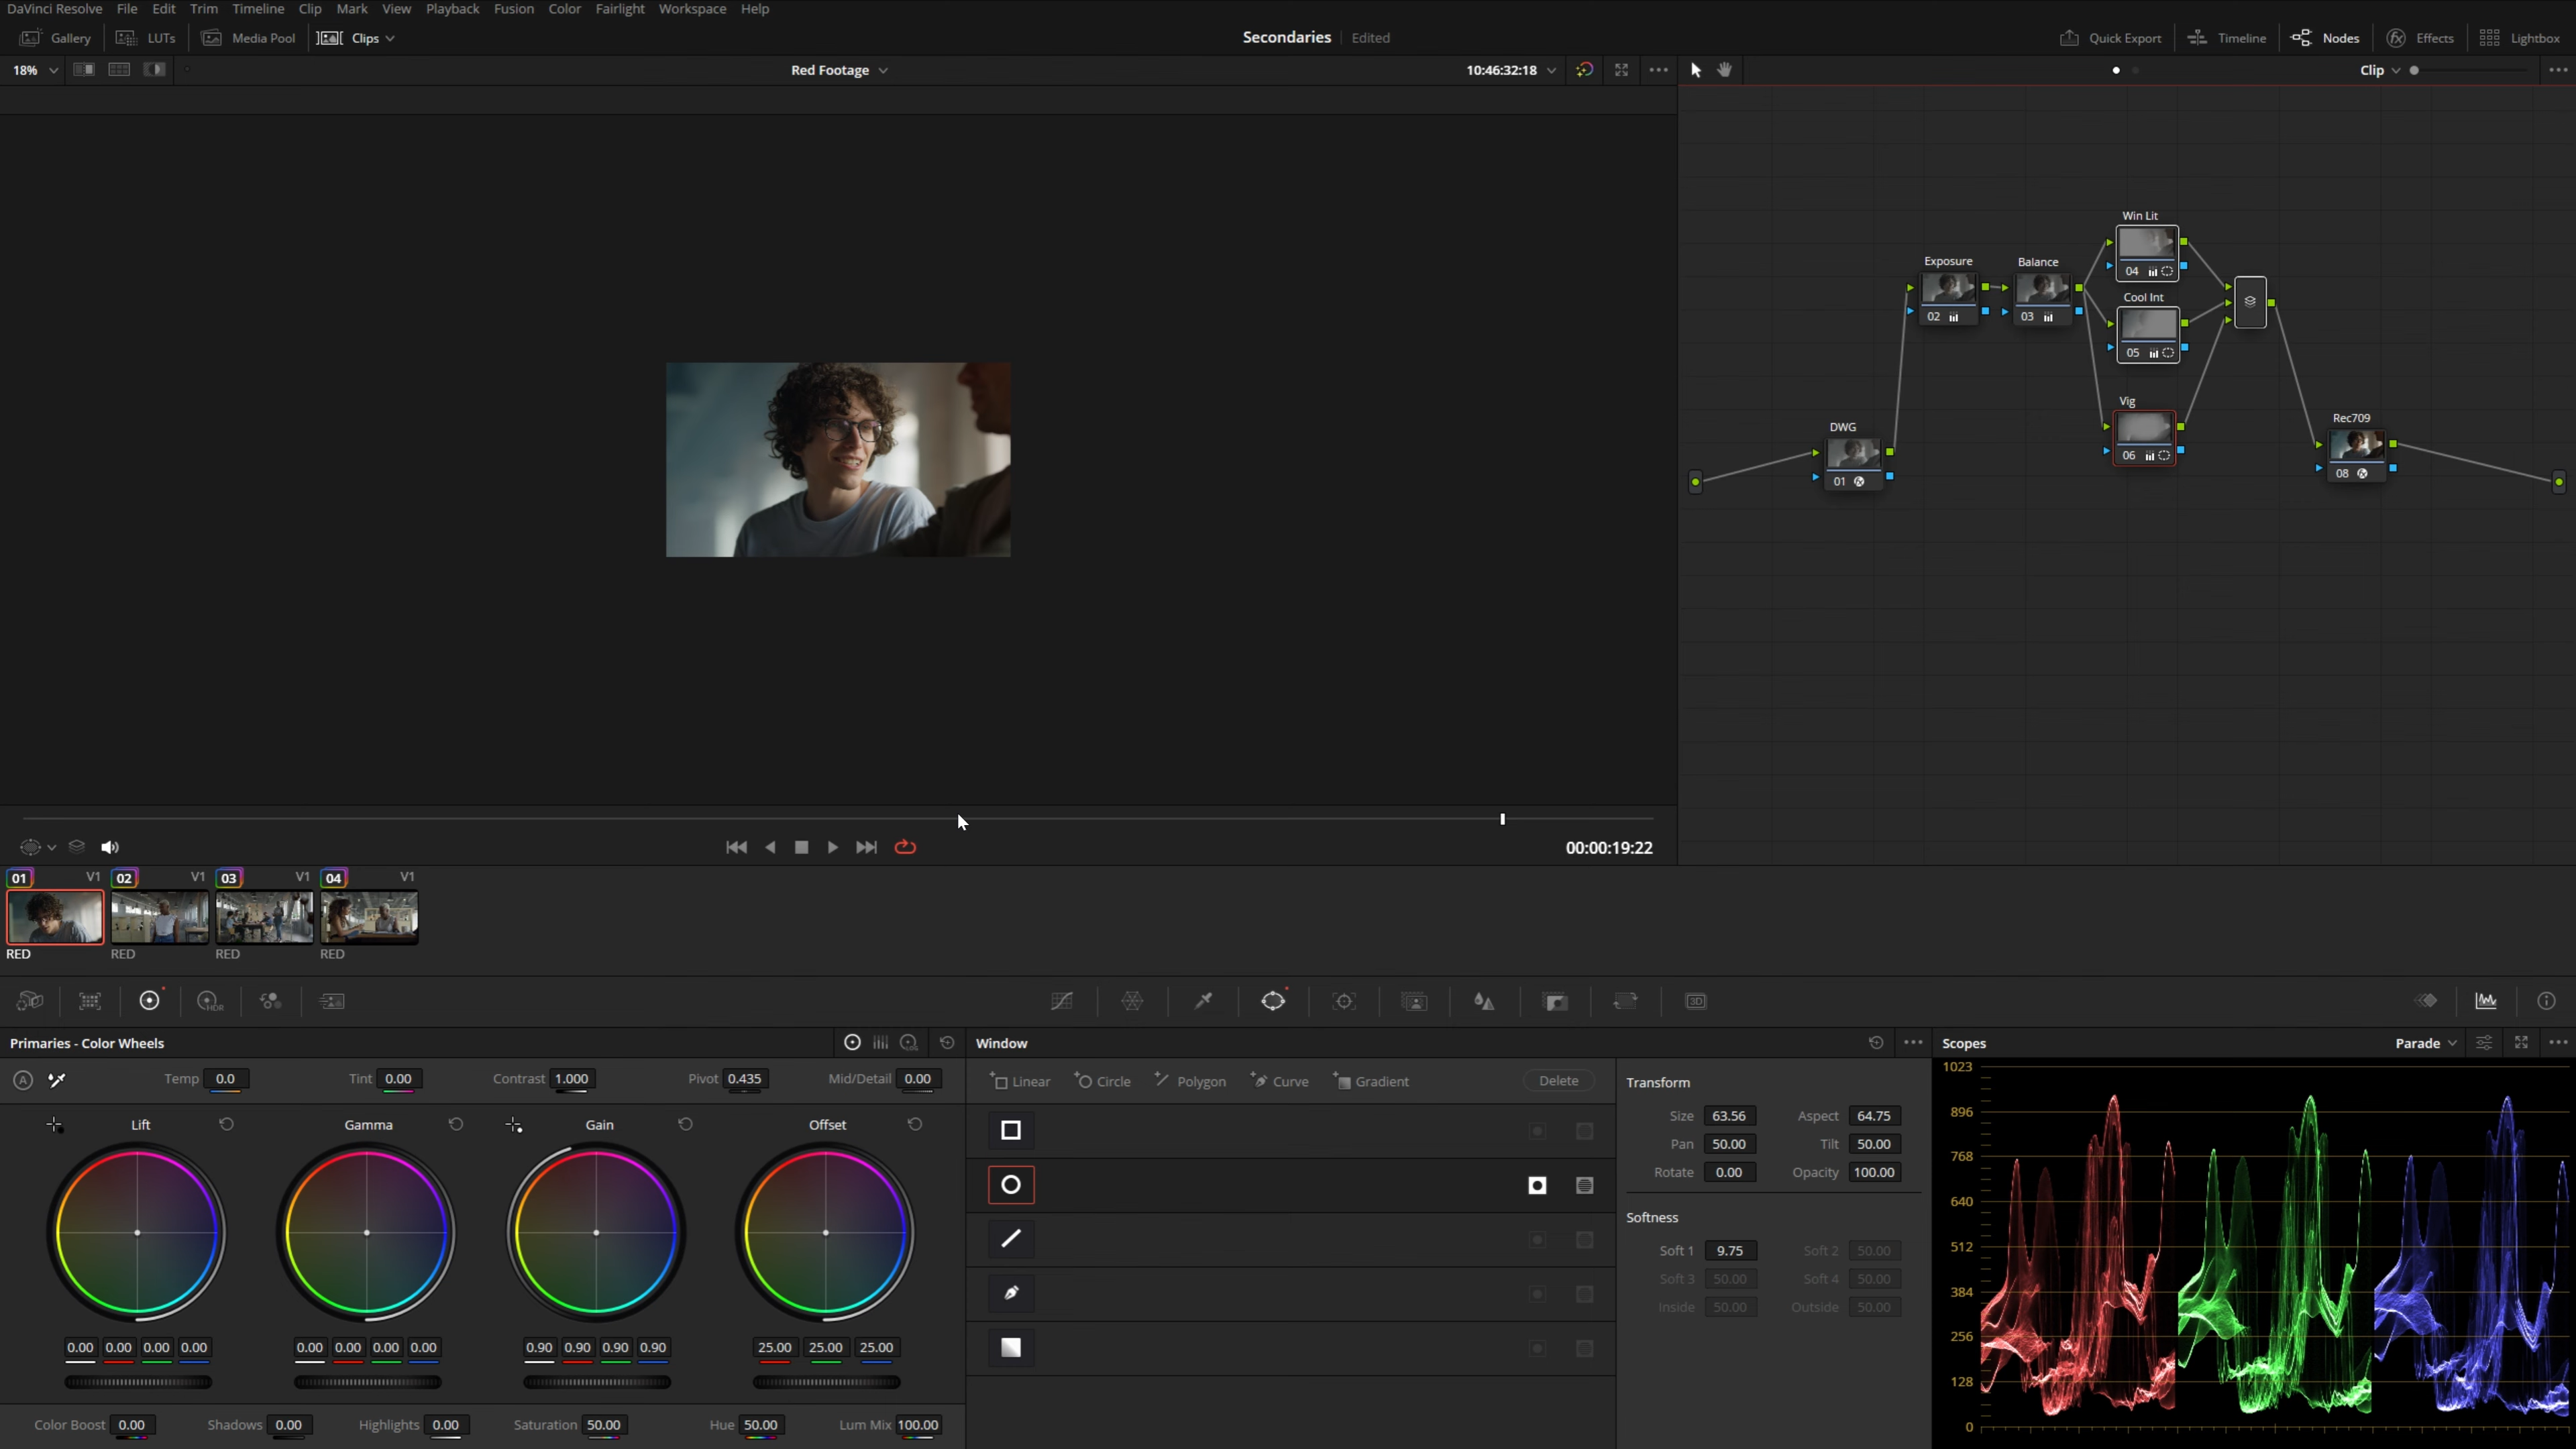 DaVinci Resolve File Edit Trim Timeline Clip Mark View Playback Fusion Color Fairlight Workspace Help
Gallery LUTs Media Pool Clips Secondaries Edited Quick Export Timeline Nodes Effects Lightbox
18% Red Footage 10:46:32:18 Clip
Win Lit
04
Exposure
02
Balance
03
Cool Int
05
Vig
06
DWG
01
Rec709
08
00:00:19:22
01 V1 02 V1 03 V1 04 V1
RED RED RED RED
HDR
3D
Primaries - Color Wheels
A Temp 0.0 Tint 0.00 Contrast 1.000 Pivot 0.435 Mid/Detail 0.00
Lift Gamma Gain Offset
0.00 0.00 0.00 0.00 0.00 0.00 0.00 0.00 0.90 0.90 0.90 0.90 25.00 25.00 25.00
Color Boost 0.00 Shadows 0.00 Highlights 0.00 Saturation 50.00 Hue 50.00 Lum Mix 100.00
Window
Linear Circle Polygon Curve Gradient Delete
Transform
Size 63.56 Aspect 64.75
Pan 50.00 Tilt 50.00
Rotate 0.00 Opacity 100.00
Softness
Soft 1 9.75 Soft 2 50.00
Soft 3 50.00 Soft 4 50.00
Inside 50.00 Outside 50.00
Scopes Parade
1023
896
768
640
512
384
256
128
0